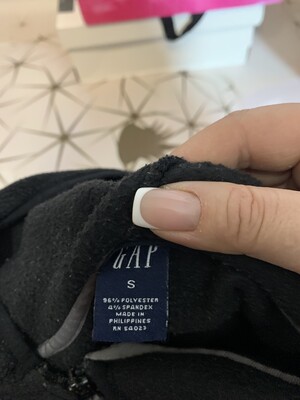 GAP
S
96% POLYESTER
4% SPANDEX
MADE IN
PHILIPPINES
RN 54023